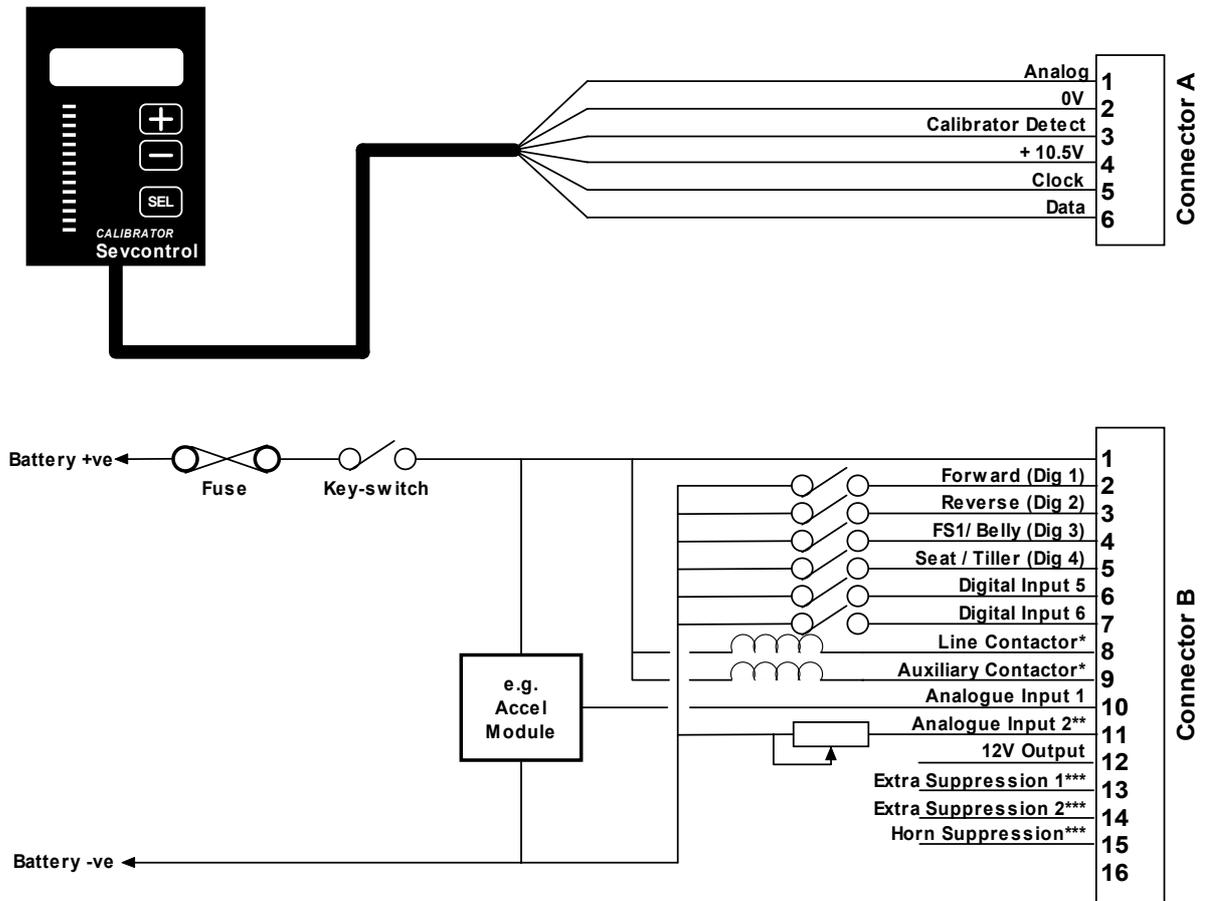 SEL
CALIBRATOR
Sevcontrol
Analog 1
0V 2
Calibrator Detect 3
+ 10.5V 4
Clock 5
Data 6
Connector A
Battery +ve
Fuse
Key-switch
1
Forward (Dig 1) 2
Reverse (Dig 2) 3
FS1/ Belly (Dig 3) 4
Seat / Tiller (Dig 4) 5
Digital Input 5 6
Digital Input 6 7
Line Contactor* 8
Auxiliary Contactor* 9
Analogue Input 1 10
Analogue Input 2** 11
12V Output 12
Extra Suppression 1*** 13
Extra Suppression 2*** 14
Horn Suppression*** 15
16
Connector B
e.g.
Accel
Module
Battery -ve